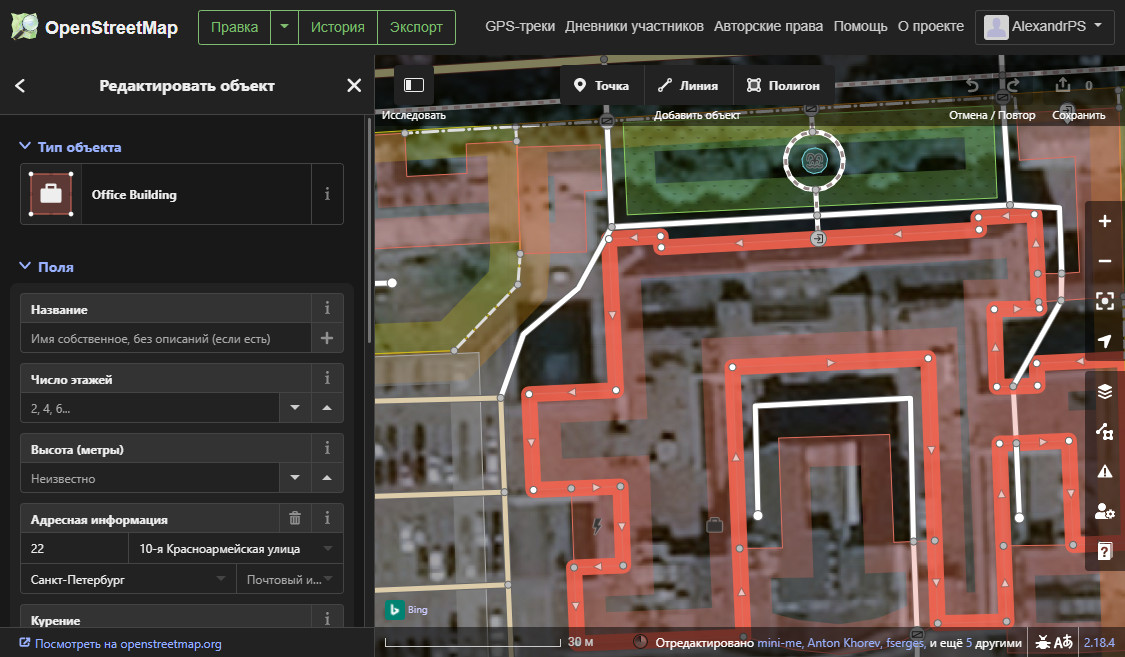 OpenStreetMap
Правка
История
Экспорт
GPS-треки Дневники участников Авторские права Помощь О проекте
AlexandrPS
Редактировать объект
Точка
Линия
Полигон
0
Исследовать
Добавить объект
Отмена / Повтор
Сохранить
Тип объекта
Office Building
i
Поля
Название
i
Имя собственное, без описаний (если есть)
+
Число этажей
i
2, 4, 6...
Высота (метры)
i
Неизвестно
Адресная информация
i
22
10-я Красноармейская улица
Санкт-Петербург
Почтовый и...
Курение
i
Посмотреть на openstreetmap.org
b Bing
30 м
Отредактировано mini-me, Anton Khorev, fserges, и ещё 5 другими
Aあ
2.18.4